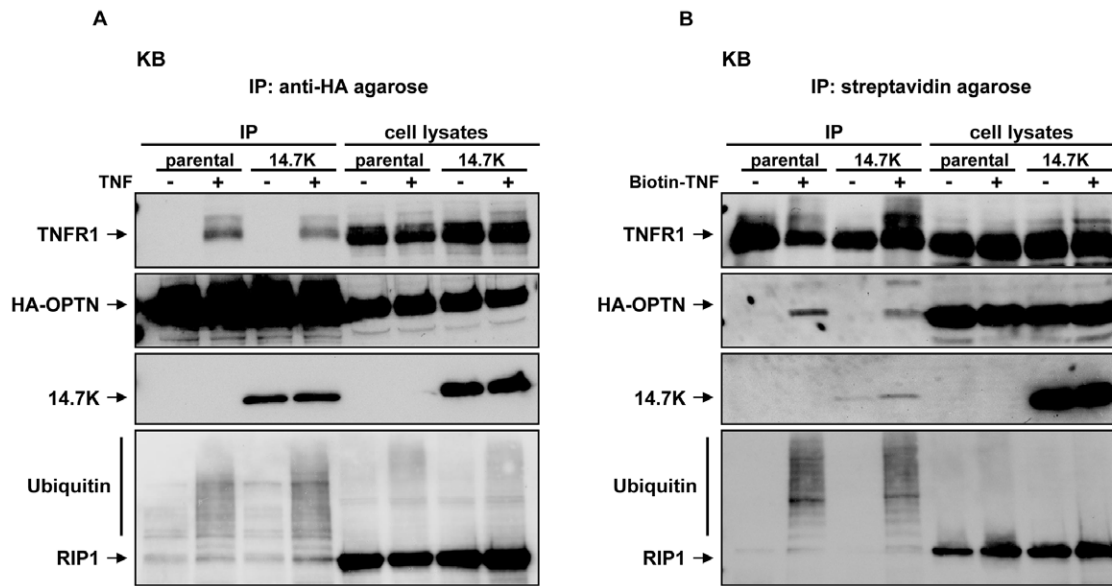 A
KB
IP: anti-HA agarose
IP cell lysates
parental 14.7K parental 14.7K
TNF - + - + - + - +
TNFR1
HA-OPTN
14.7K
Ubiquitin
RIP1
B
KB
IP: streptavidin agarose
IP cell lysates
parental 14.7K parental 14.7K
Biotin-TNF - + - + - + - +
TNFR1
HA-OPTN
14.7K
Ubiquitin
RIP1